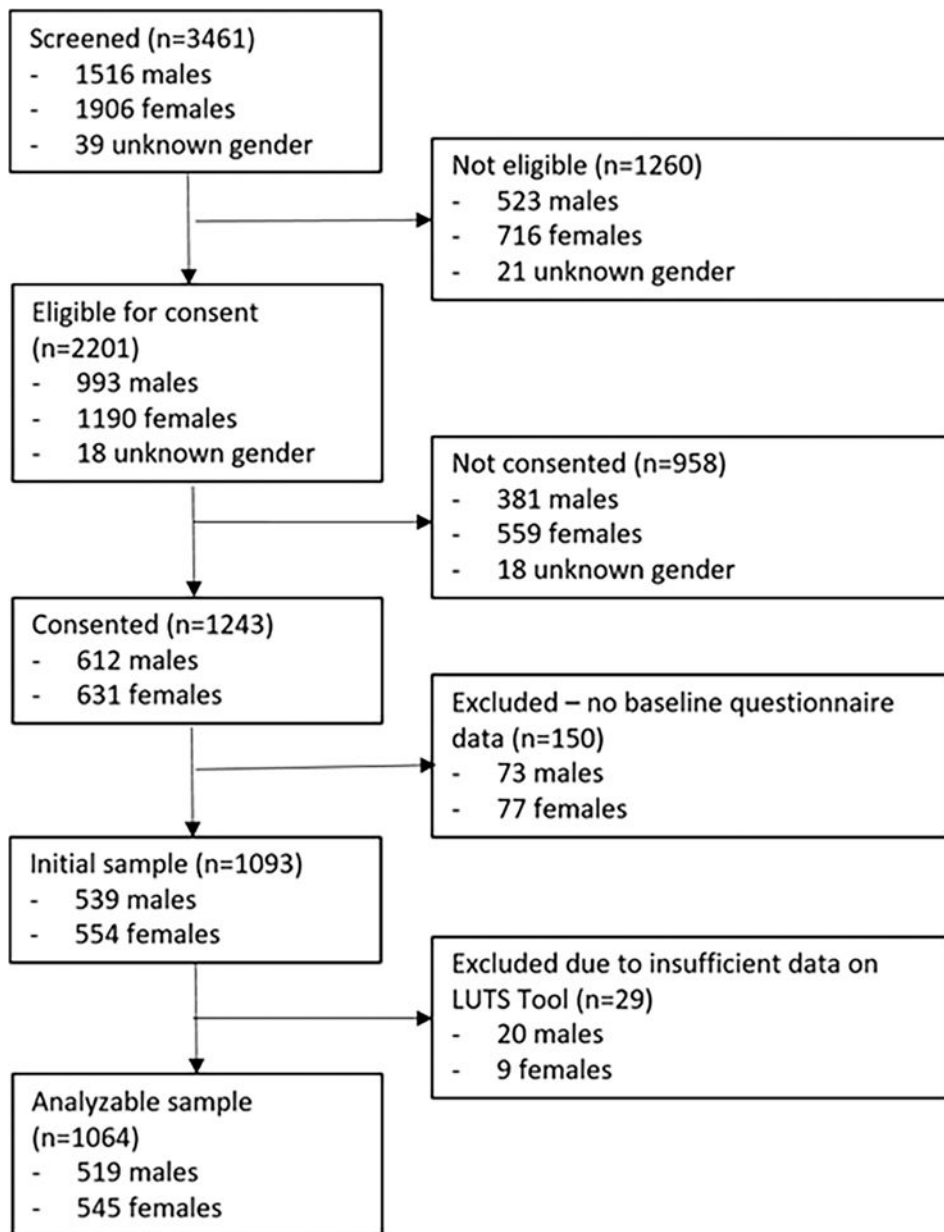 Screened (n=3461)
- 1516 males
- 1906 females
- 39 unknown gender
Not eligible (n=1260)
- 523 males
- 716 females
- 21 unknown gender
Eligible for consent
(n=2201)
- 993 males
- 1190 females
- 18 unknown gender
Not consented (n=958)
- 381 males
- 559 females
- 18 unknown gender
Consented (n=1243)
- 612 males
- 631 females
Excluded – no baseline questionnaire
data (n=150)
- 73 males
- 77 females
Initial sample (n=1093)
- 539 males
- 554 females
Excluded due to insufficient data on
LUTS Tool (n=29)
- 20 males
- 9 females
Analyzable sample
(n=1064)
- 519 males
- 545 females